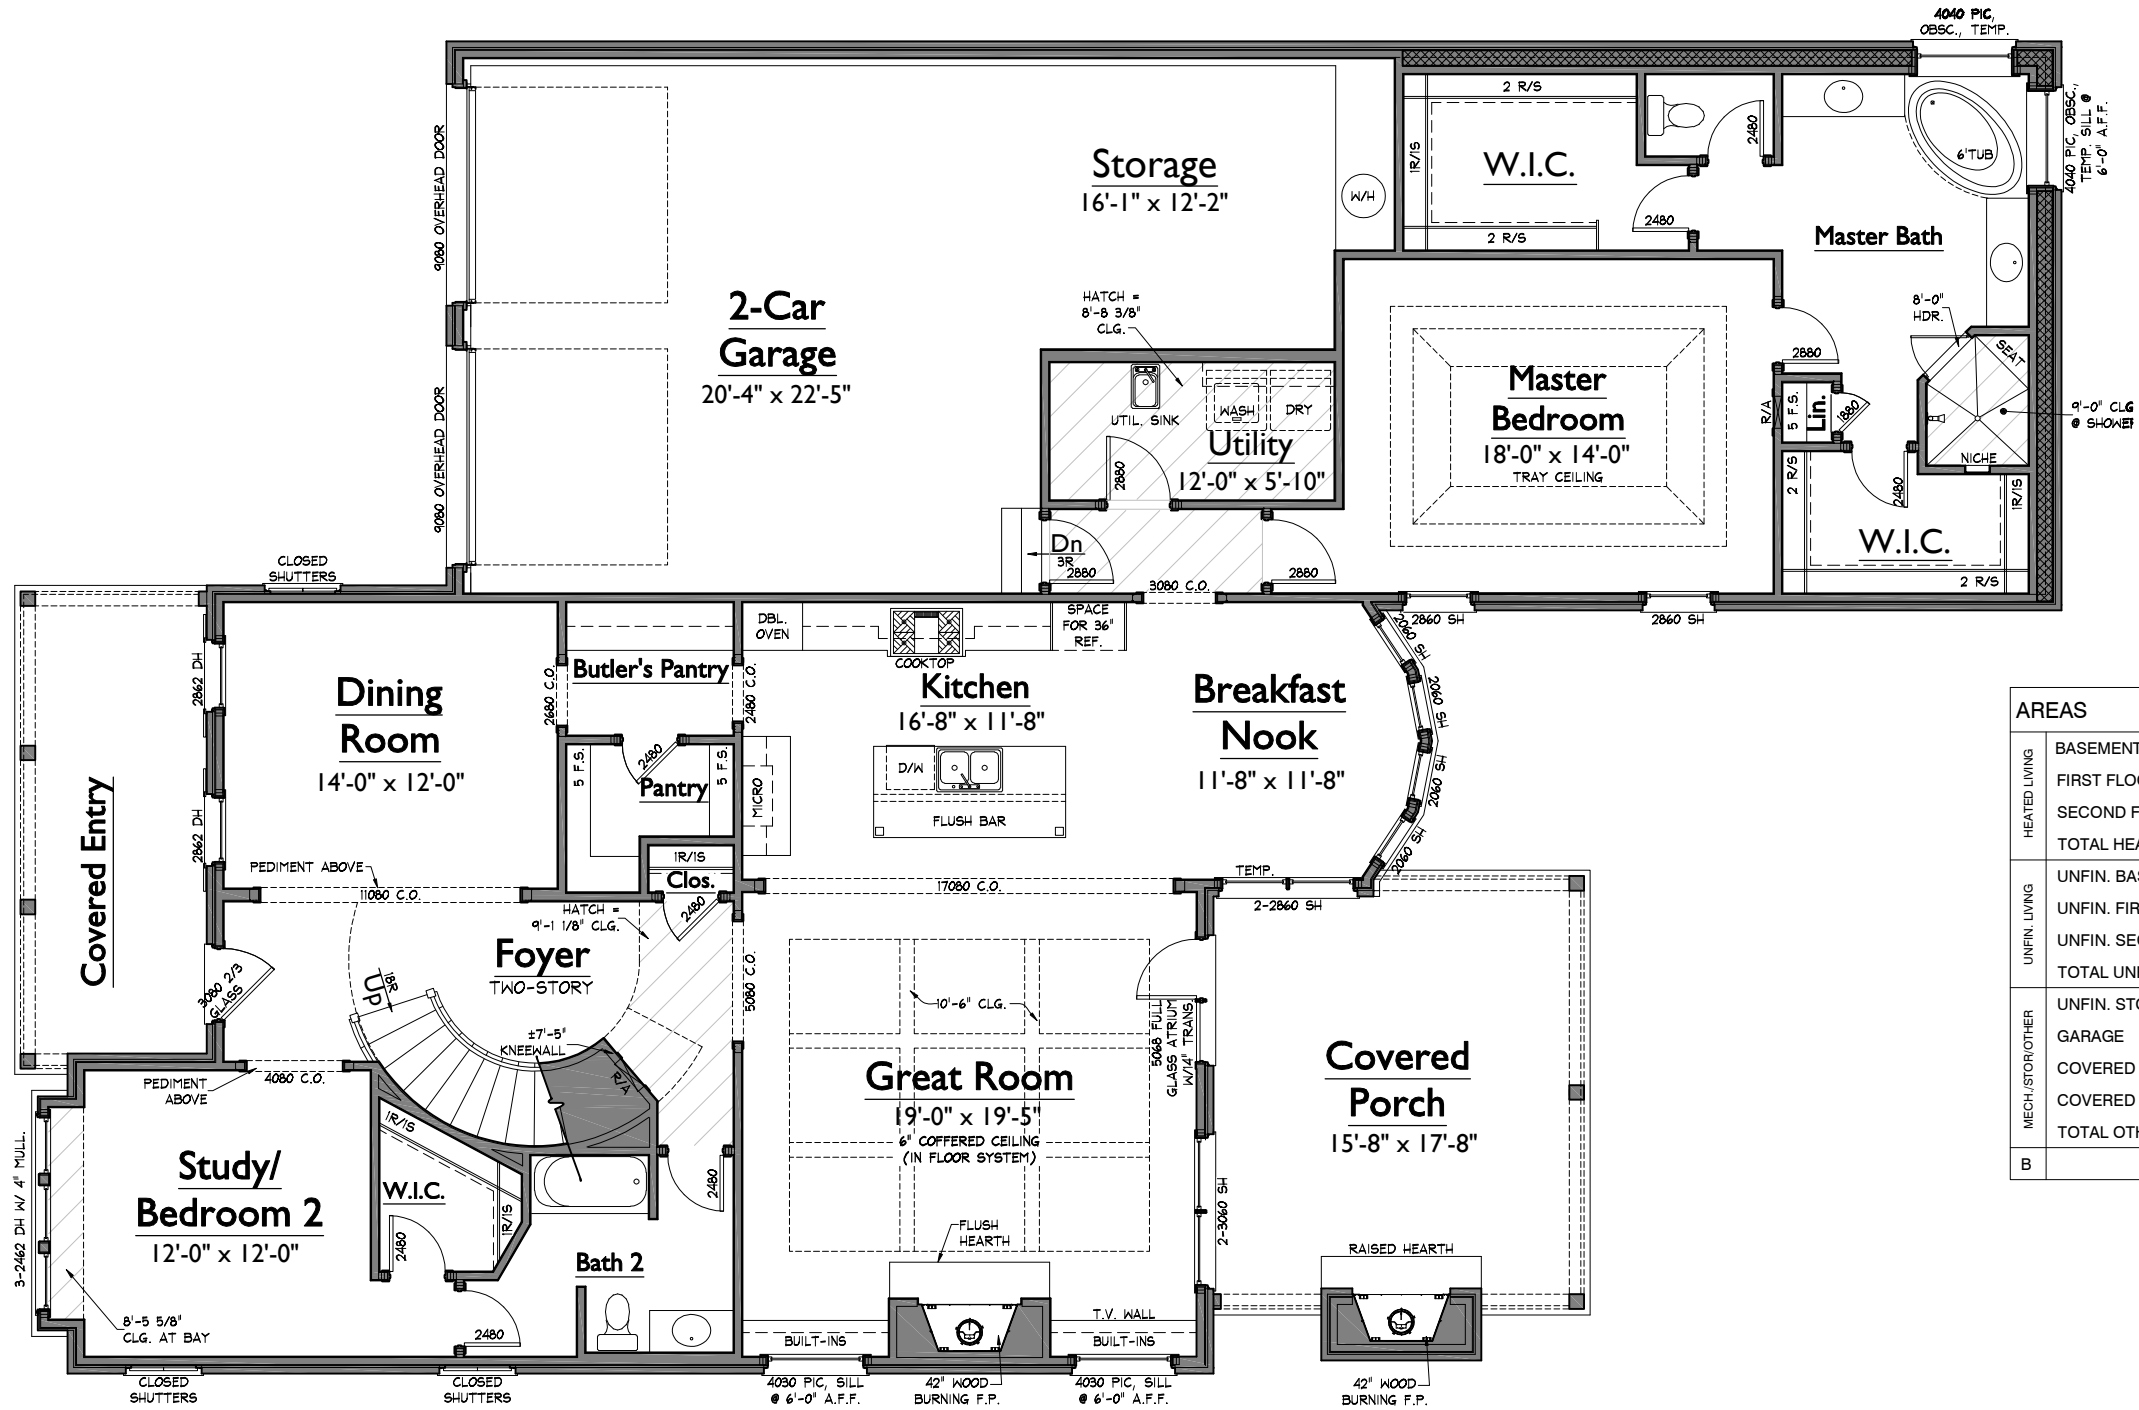 4040 PIC,
OBSC., TEMP.
4040 PIC, OBSC.,
TEMP. SILL @
6'-0" A.F.F.
9080 OVERHEAD DOOR
9080 OVERHEAD DOOR
Storage
16'-1" x 12'-2"
W/H
2-Car
Garage
20'-4" x 22'-5"
2 R/S
1R/1S
W.I.C.
2 R/S
2480
2480
6'TUB
Master Bath
8'-0"
HDR.
SEAT
9'-0" CLG
@ SHOWER
NICHE
HATCH =
8'-8 3/8"
CLG.
UTIL. SINK
WASH
DRY
Utility
12'-0" x 5'-10"
2880
Master
Bedroom
18'-0" x 14'-0"
TRAY CEILING
2880
R/A
5 F.S.
Lin.
1880
2 R/S
2480
1R/1S
W.I.C.
2 R/S
Dn
3R
2880
2880
3080 C.O.
2860 SH
2860 SH
CLOSED
SHUTTERS
Covered Entry
2862 DH
2862 DH
Dining
Room
14'-0" x 12'-0"
2680 C.O.
Butler's Pantry
2480 C.O.
DBL.
OVEN
COOKTOP
SPACE
FOR 36"
REF.
Kitchen
16'-8" x 11'-8"
D/W
FLUSH BAR
MICRO
Breakfast
Nook
11'-8" x 11'-8"
2060 SH
2060 SH
2060 SH
2060 SH
5 F.S.
2480
Pantry
5 F.S.
1R/1S
Clos.
2480
PEDIMENT ABOVE
11080 C.O.
17080 C.O.
TEMP.
2-2860 SH
HATCH =
9'-1 1/8" CLG.
Foyer
TWO-STORY
UP
18R
3080 2/3
GLASS
5080 C.O.
±7'-5"
KNEEWALL
R/A
10'-6" CLG.
Great Room
19'-0" x 19'-5"
6" COFFERED CEILING
(IN FLOOR SYSTEM)
5068 FULL
GLASS ATRIUM
W/14" TRANS.
Covered
Porch
15'-8" x 17'-8"
2-3060 SH
RAISED HEARTH
42" WOOD
BURNING F.P.
PEDIMENT
ABOVE
4080 C.O.
3-2462 DH W/ 4" MULL.
Study/
Bedroom 2
12'-0" x 12'-0"
8'-5 5/8"
CLG. AT BAY
1R/1S
W.I.C.
1R/1S
2480
2480
2480
Bath 2
FLUSH
HEARTH
T.V. WALL
BUILT-INS
BUILT-INS
CLOSED
SHUTTERS
CLOSED
SHUTTERS
4030 PIC, SILL
@ 6'-0" A.F.F.
42" WOOD
BURNING F.P.
4030 PIC, SILL
@ 6'-0" A.F.F.
AREAS
HEATED LIVING
BASEMENT
FIRST FLOO
SECOND F
TOTAL HEA
UNFIN. LIVING
UNFIN. BAS
UNFIN. FIR
UNFIN. SEC
TOTAL UNF
MECH./STOR/OTHER
UNFIN. STO
GARAGE
COVERED
COVERED
TOTAL OTH
B